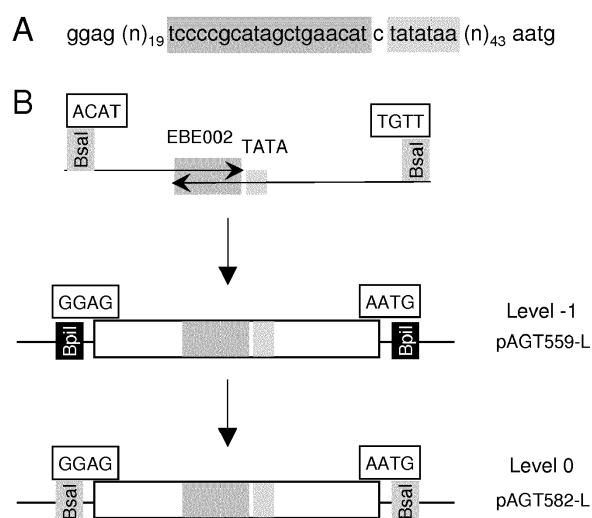 A ggag (n)19 tccccgcatagctgaacat c tatataa (n)43 aatg
B
ACAT TGTT
BsaI BsaI
EBE002 TATA
GGAG AATG
BpiI BpiI
Level -1
pAGT559-L
GGAG AATG
BsaI BsaI
Level 0
pAGT582-L